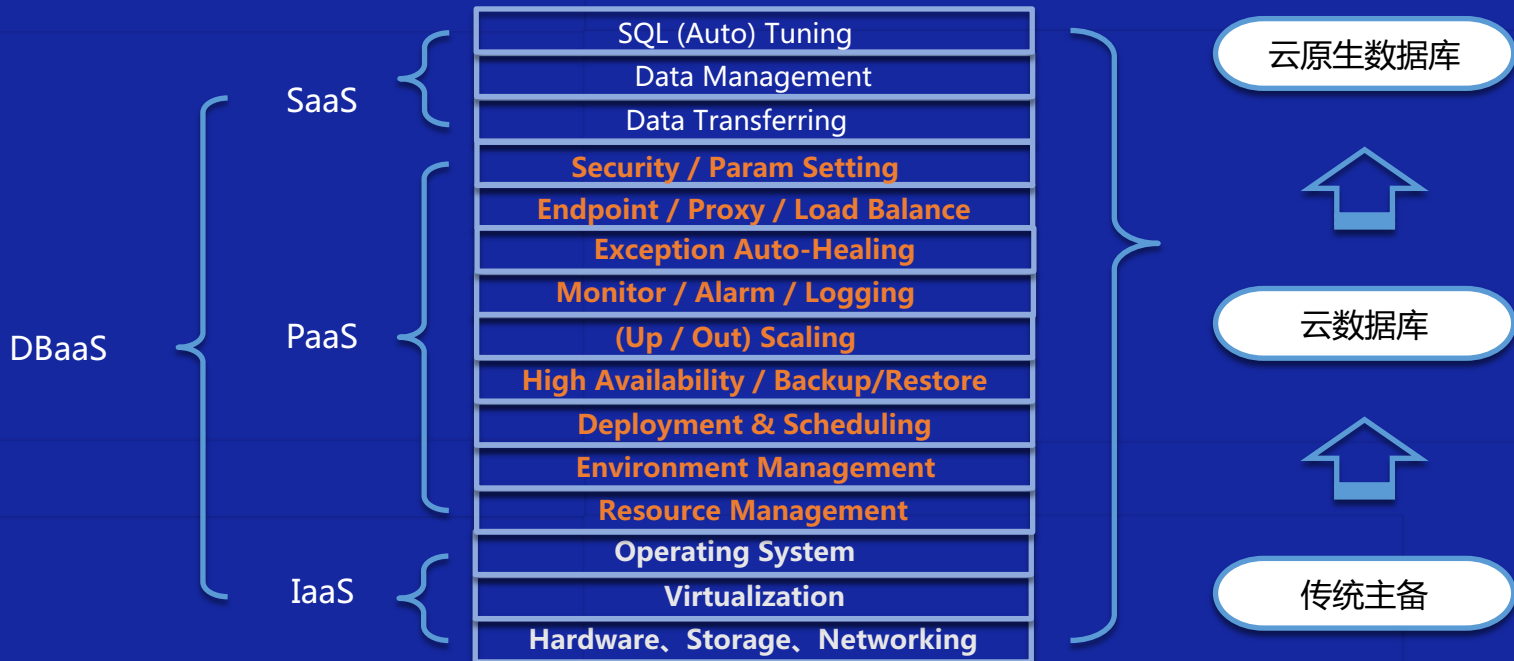 SQL (Auto) Tuning
云原生数据库
Data Management
SaaS
Data Transferring
Security / Param Setting
Endpoint / Proxy / Load Balance
Exception Auto-Healing
Monitor / Alarm / Logging
DBaaS
PaaS
(Up / Out) Scaling
云数据库
High Availability / Backup/Restore
Deployment & Scheduling
Environment Management
Resource Management
Operating System
IaaS
Virtualization
传统主备
Hardware、Storage、Networking